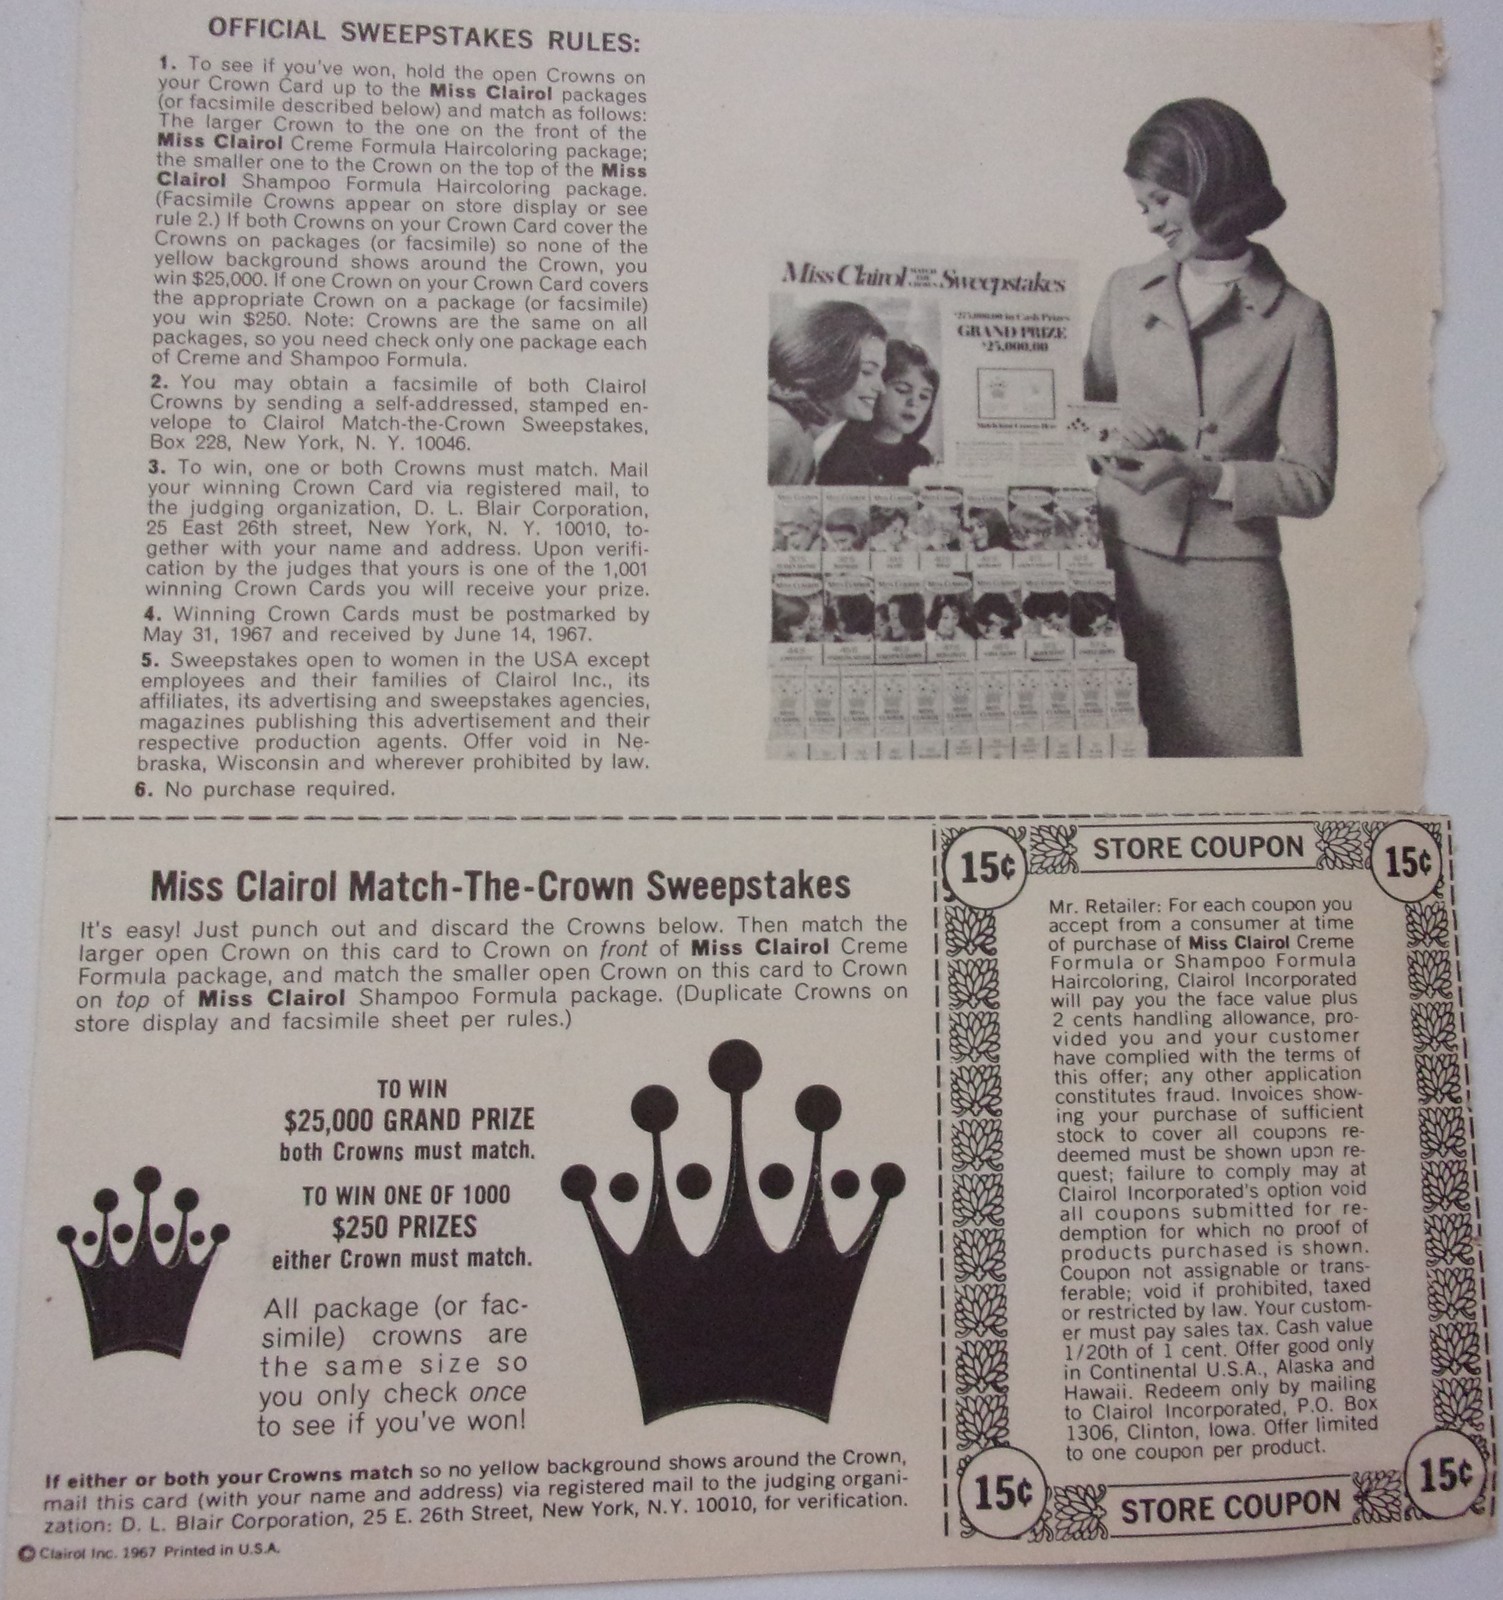 OFFICIAL SWEEPSTAKES RULES:
1. To see if you've won, hold the open Crowns on
your Crown Card up to the Miss Clairol packages
(or facsimile described below) and match as follows:
The larger Crown to the one on the front of the
Miss Clairol Creme Formula Haircoloring package;
the smaller one to the Crown on the top of the Miss
Clairol Shampoo Formula Haircoloring package.
(Facsimile Crowns appear on store display or see
rule 2.) If both Crowns on your Crown Card cover the
Crowns on packages (or facsimile) so none of the
yellow background shows around the Crown, you
win $25,000. If one Crown on your Crown Card covers
the appropriate Crown on a package (or facsimile)
you win $250. Note: Crowns are the same on all
packages, so you need check only one package each
of Creme and Shampoo Formula.
2. You may obtain a facsimile of both Clairol
Crowns by sending a self-addressed, stamped en-
velope to Clairol Match-the-Crown Sweepstakes,
Box 228, New York, N. Y. 10046.
3. To win, one or both Crowns must match. Mail
your winning Crown Card via registered mail, to
the judging organization, D. L. Blair Corporation,
25 East 26th street, New York, N. Y. 10010, to-
gether with your name and address. Upon verifi-
cation by the judges that yours is one of the 1,001
winning Crown Cards you will receive your prize.
4. Winning Crown Cards must be postmarked by
May 31, 1967 and received by June 14, 1967.
5. Sweepstakes open to women in the USA except
employees and their families of Clairol Inc., its
affiliates, its advertising and sweepstakes agencies,
magazines publishing this advertisement and their
respective production agents. Offer void in Ne-
braska, Wisconsin and wherever prohibited by law.
6. No purchase required.
Miss Clairol MATCH THE CROWN Sweepstakes
$275,000.00 in Cash Prizes
GRAND PRIZE
$25,000.00
Miss Clairol Match-The-Crown Sweepstakes
It's easy! Just punch out and discard the Crowns below. Then match the
larger open Crown on this card to Crown on front of Miss Clairol Creme
Formula package, and match the smaller open Crown on this card to Crown
on top of Miss Clairol Shampoo Formula package. (Duplicate Crowns on
store display and facsimile sheet per rules.)
TO WIN
$25,000 GRAND PRIZE
both Crowns must match.
TO WIN ONE OF 1000
$250 PRIZES
either Crown must match.
All package (or fac-
simile) crowns are
the same size so
you only check once
to see if you've won!
If either or both your Crowns match so no yellow background shows around the Crown,
mail this card (with your name and address) via registered mail to the judging organi-
zation: D. L. Blair Corporation, 25 E. 26th Street, New York, N.Y. 10010, for verification.
© Clairol Inc. 1967 Printed in U.S.A.
15¢ STORE COUPON 15¢
Mr. Retailer: For each coupon you
accept from a consumer at time
of purchase of Miss Clairol Creme
Formula or Shampoo Formula
Haircoloring, Clairol Incorporated
will pay you the face value plus
2 cents handling allowance, pro-
vided you and your customer
have complied with the terms of
this offer; any other application
constitutes fraud. Invoices show-
ing your purchase of sufficient
stock to cover all coupons re-
deemed must be shown upon re-
quest; failure to comply may at
Clairol Incorporated's option void
all coupons submitted for re-
demption for which no proof of
products purchased is shown.
Coupon not assignable or trans-
ferable; void if prohibited, taxed
or restricted by law. Your custom-
er must pay sales tax. Cash value
1/20th of 1 cent. Offer good only
in Continental U.S.A., Alaska and
Hawaii. Redeem only by mailing
to Clairol Incorporated, P.O. Box
1306, Clinton, Iowa. Offer limited
to one coupon per product.
15¢ STORE COUPON 15¢